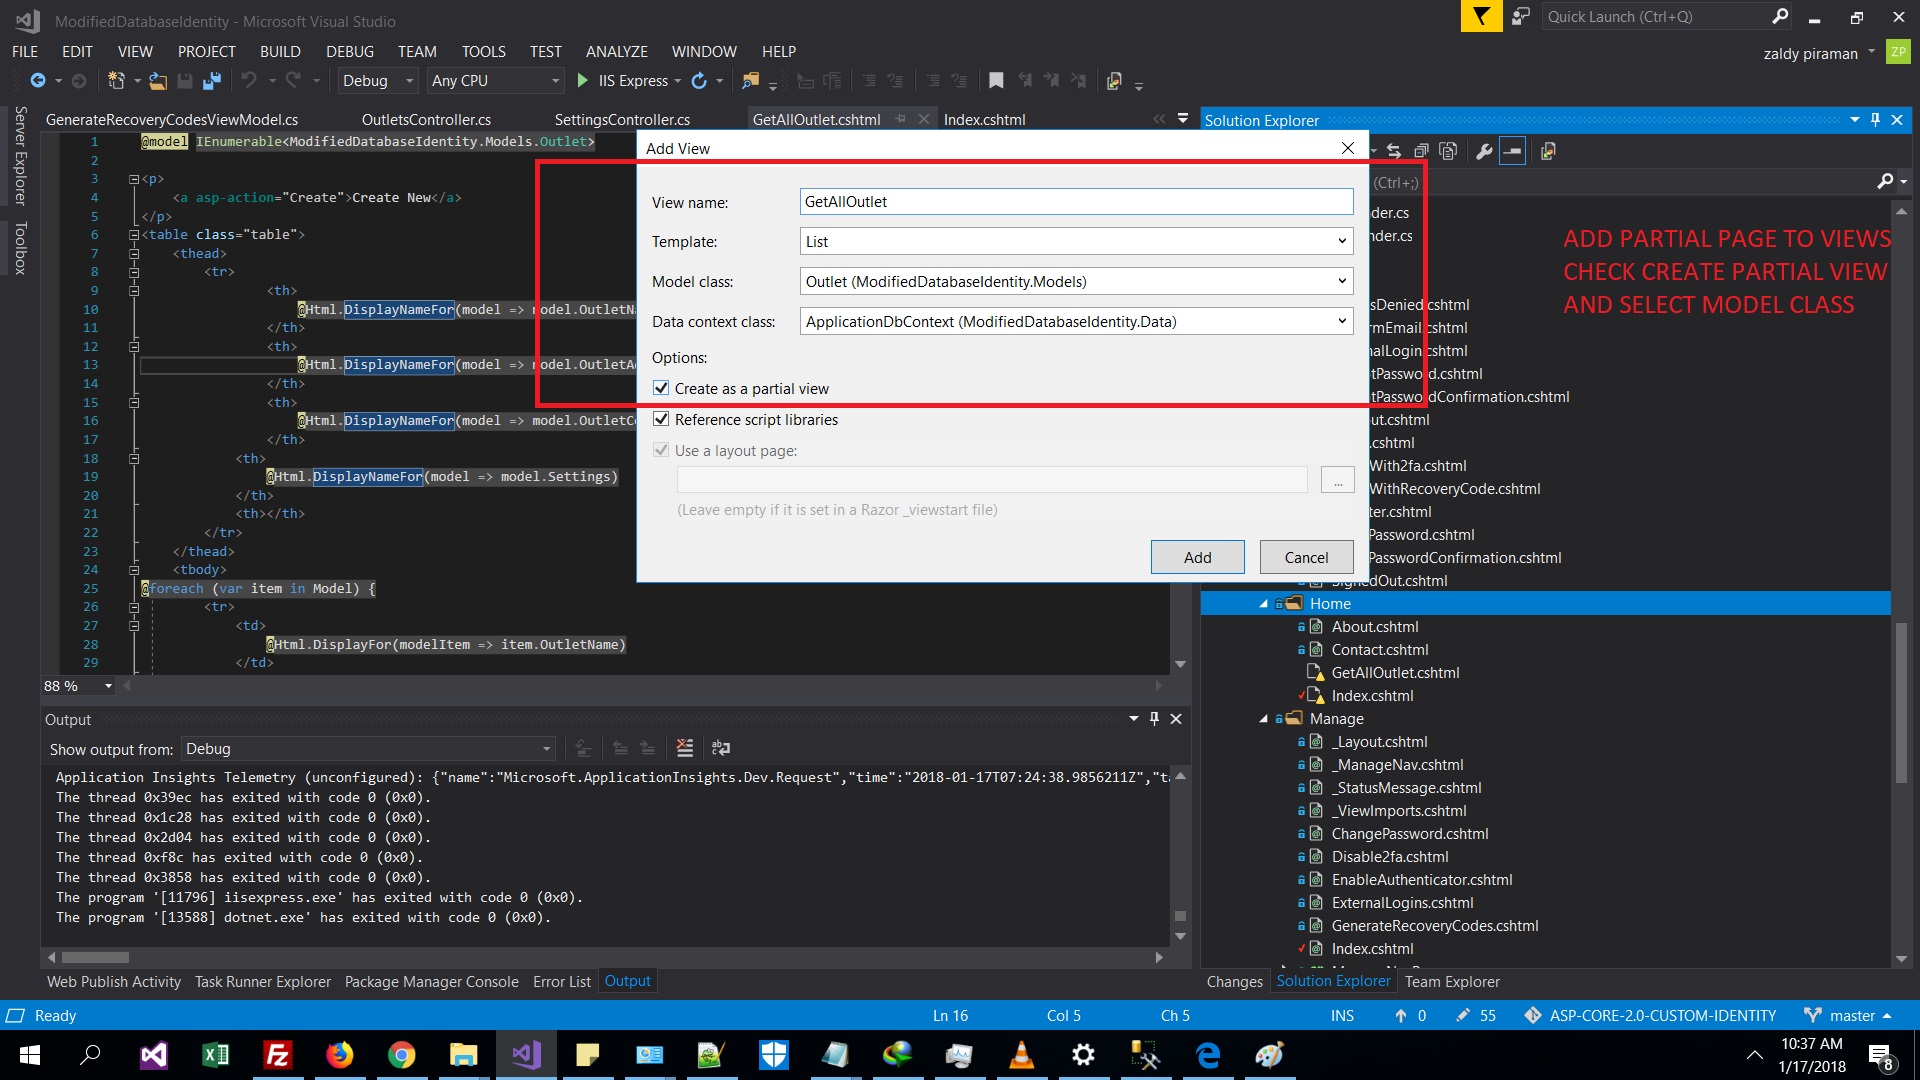 ModifiedDatabaseIdentity - Microsoft Visual Studio
Quick Launch (Ctrl+Q)
FILE EDIT VIEW PROJECT BUILD DEBUG TEAM TOOLS TEST ANALYZE WINDOW HELP
zaldy piraman ZP
Debug Any CPU IIS Express
Server Explorer
Toolbox
GenerateRecoveryCodesViewModel.cs OutletsController.cs SettingsController.cs GetAllOutlet.cshtml Index.cshtml
1 @model IEnumerable<ModifiedDatabaseIdentity.Models.Outlet>
2
3 <p>
4 <a asp-action="Create">Create New</a>
5 </p>
6 <table class="table">
7 <thead>
8 <tr>
9 <th>
10 @Html.DisplayNameFor(model => model.OutletNa
11 </th>
12 <th>
13 @Html.DisplayNameFor(model => model.OutletAd
14 </th>
15 <th>
16 @Html.DisplayNameFor(model => model.OutletCo
17 </th>
18 <th>
19 @Html.DisplayNameFor(model => model.Settings)
20 </th>
21 <th></th>
22 </tr>
23 </thead>
24 <tbody>
25 @foreach (var item in Model) {
26 <tr>
27 <td>
28 @Html.DisplayFor(modelItem => item.OutletName)
29 </td>
88 %
Add View
View name: GetAllOutlet
Template: List
Model class: Outlet (ModifiedDatabaseIdentity.Models)
Data context class: ApplicationDbContext (ModifiedDatabaseIdentity.Data)
Options:
Create as a partial view
Reference script libraries
Use a layout page:
...
(Leave empty if it is set in a Razor _viewstart file)
Add Cancel
Output
Show output from: Debug
Application Insights Telemetry (unconfigured): {"name":"Microsoft.ApplicationInsights.Dev.Request","time":"2018-01-17T07:24:38.9856211Z","ta
The thread 0x39ec has exited with code 0 (0x0).
The thread 0x1c28 has exited with code 0 (0x0).
The thread 0x2d04 has exited with code 0 (0x0).
The thread 0xf8c has exited with code 0 (0x0).
The thread 0x3858 has exited with code 0 (0x0).
The program '[11796] iisexpress.exe' has exited with code 0 (0x0).
The program '[13588] dotnet.exe' has exited with code 0 (0x0).
Web Publish Activity Task Runner Explorer Package Manager Console Error List Output
Solution Explorer
(Ctrl+;)
der.cs
nder.cs
ADD PARTIAL PAGE TO VIEWS
CHECK CREATE PARTIAL VIEW
AND SELECT MODEL CLASS
sDenied.cshtml
rmEmail.cshtml
nalLogin.cshtml
tPassword.cshtml
tPasswordConfirmation.cshtml
ut.cshtml
.cshtml
With2fa.cshtml
WithRecoveryCode.cshtml
ter.cshtml
Password.cshtml
PasswordConfirmation.cshtml
SignedOut.cshtml
Home
About.cshtml
Contact.cshtml
GetAllOutlet.cshtml
Index.cshtml
Manage
_Layout.cshtml
_ManageNav.cshtml
_StatusMessage.cshtml
_ViewImports.cshtml
ChangePassword.cshtml
Disable2fa.cshtml
EnableAuthenticator.cshtml
ExternalLogins.cshtml
GenerateRecoveryCodes.cshtml
Index.cshtml
Changes Solution Explorer Team Explorer
Ready Ln 16 Col 5 Ch 5 INS 0 55 ASP-CORE-2.0-CUSTOM-IDENTITY master
10:37 AM
1/17/2018
8